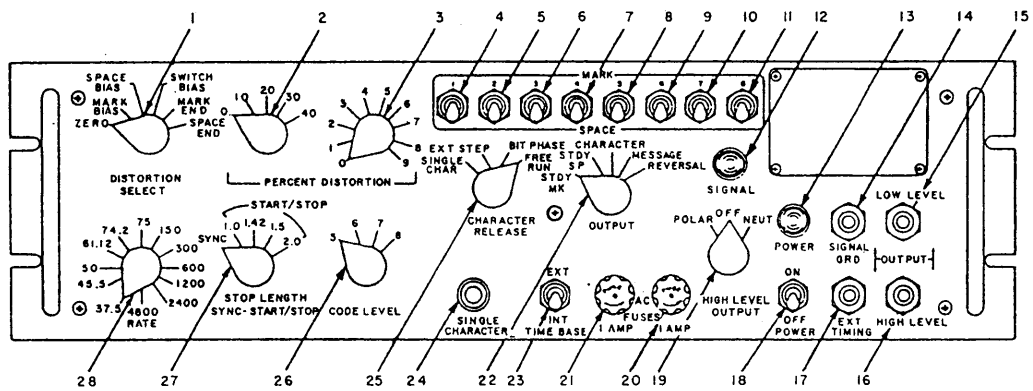 1 2 3 4 5 6 7 8 9 10 11 12 13 14 15
MARK
1 2 3 4 5 6 7 8
SPACE
SPACE BIAS
SWITCH BIAS
MARK BIAS
MARK END
ZERO
SPACE END
DISTORTION SELECT
0 10 20 30 40
0 1 2 3 4 5 6 7 8 9
PERCENT DISTORTION
EXT STEP
SINGLE CHAR
BIT PHASE
FREE RUN
CHARACTER RELEASE
CHARACTER
STDY SP
STDY MK
MESSAGE
REVERSAL
OUTPUT
SIGNAL
POLAR OFF NEUT
HIGH LEVEL OUTPUT
POWER
SIGNAL GRD
LOW LEVEL
OUTPUT
HIGH LEVEL
37.5 45.5 50 61.12 74.2 75 150 300 600 1200 2400 4800
RATE
START/STOP
SYNC 1.0 1.42 1.5 2.0
STOP LENGTH
SYNC-START/STOP
5 6 7 8
CODE LEVEL
SINGLE CHARACTER
EXT
INT
TIME BASE
AC
FUSES
1 AMP 1 AMP
ON
OFF
POWER
EXT TIMING
28 27 26 25 24 22 23 21 20 19 18 17 16